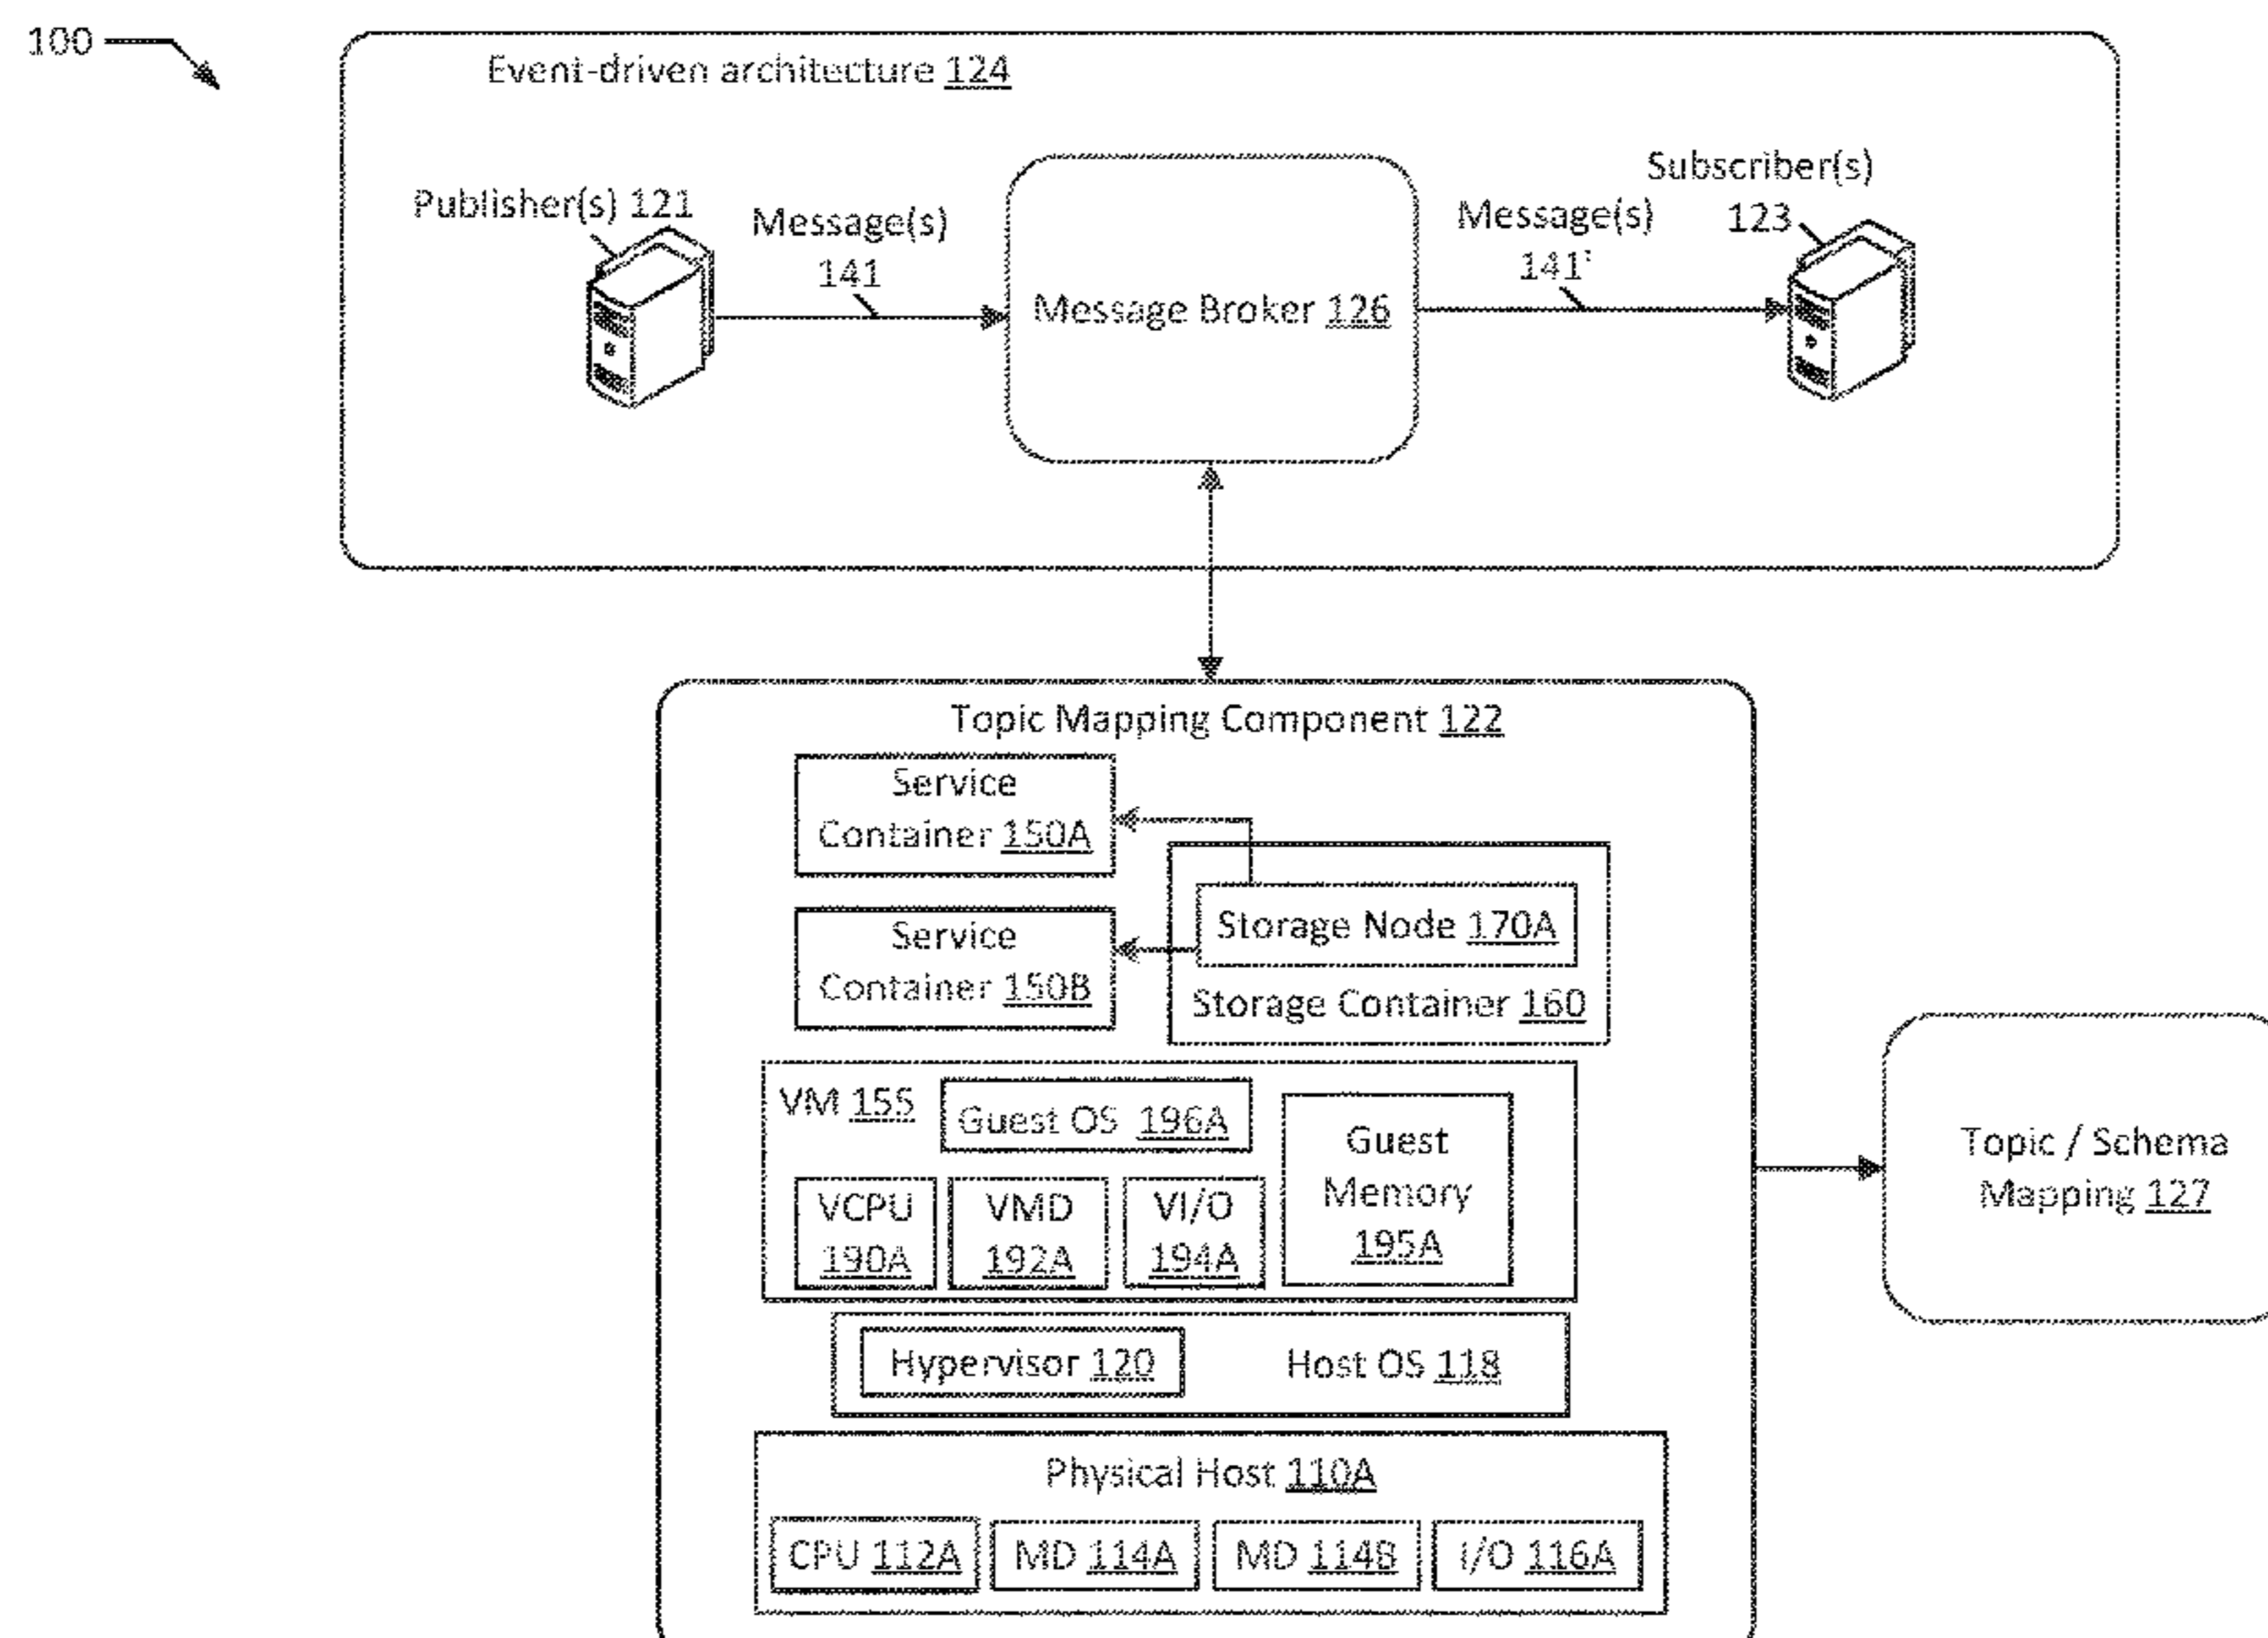 100
Event-driven architecture 124
Publisher(s) 121
Message(s)
141
Message Broker 126
Message(s)
141'
Subscriber(s)
123
Topic Mapping Component 122
Service
Container 150A
Service
Container 150B
Storage Node 170A
Storage Container 160
VM 155
Guest OS 196A
VCPU
190A
VMD
192A
VI/O
194A
Guest
Memory
195A
Hypervisor 120
Host OS 118
Physical Host 110A
CPU 112A
MD 114A
MD 114B
I/O 116A
Topic / Schema
Mapping 127